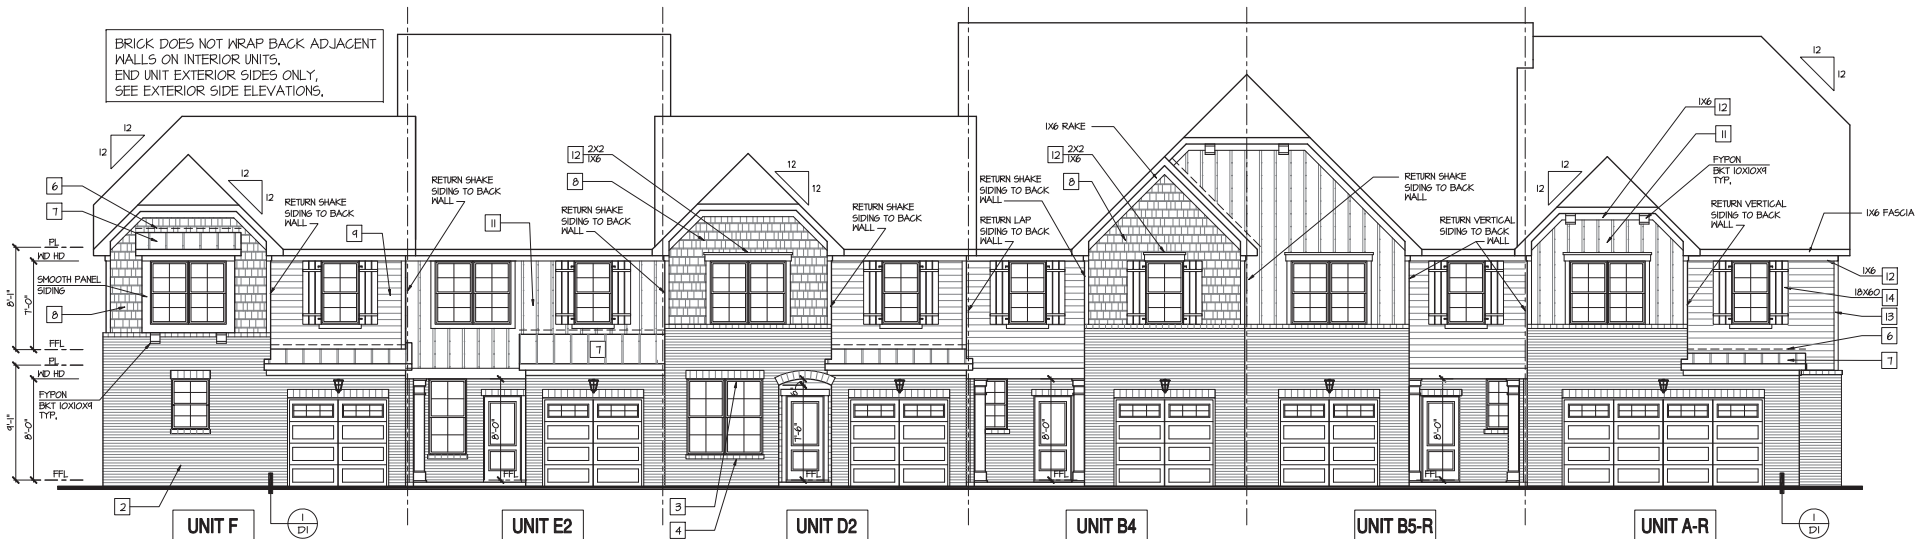 BRICK DOES NOT WRAP BACK ADJACENT
WALLS ON INTERIOR UNITS.
END UNIT EXTERIOR SIDES ONLY,
SEE EXTERIOR SIDE ELEVATIONS.
12
12
12
12
6
7
PL
WD HD
SMOOTH PANEL
SIDING
8
8'-1"
7'-0"
FFL
PL
WD HD
FYPON
BKT 10X10X9
TYP.
9'-1"
8'-0"
FFL
2
RETURN SHAKE
SIDING TO BACK
WALL
9
RETURN SHAKE
SIDING TO BACK
WALL
11
RETURN SHAKE
SIDING TO BACK
WALL
7
8'-0"
FFL
12 2X2
1X6
8
12
12
RETURN SHAKE
SIDING TO BACK
WALL
6"
7'-6"
FFL
3
4
1X6 RAKE
12 2X2
1X6
8
RETURN SHAKE
SIDING TO BACK
WALL
RETURN LAP
SIDING TO BACK
WALL
8'-0"
FFL
RETURN SHAKE
SIDING TO BACK
WALL
RETURN VERTICAL
SIDING TO BACK
WALL
8'-0"
FFL
12
12
1X6 12
11
FYPON
BKT 10X10X9
TYP.
12
12
RETURN VERTICAL
SIDING TO BACK
WALL
1X6 FASCIA
1X6 12
18X60 14
13
6
7
UNIT F
1
D1
UNIT E2
UNIT D2
UNIT B4
UNIT B5-R
UNIT A-R
1
D1